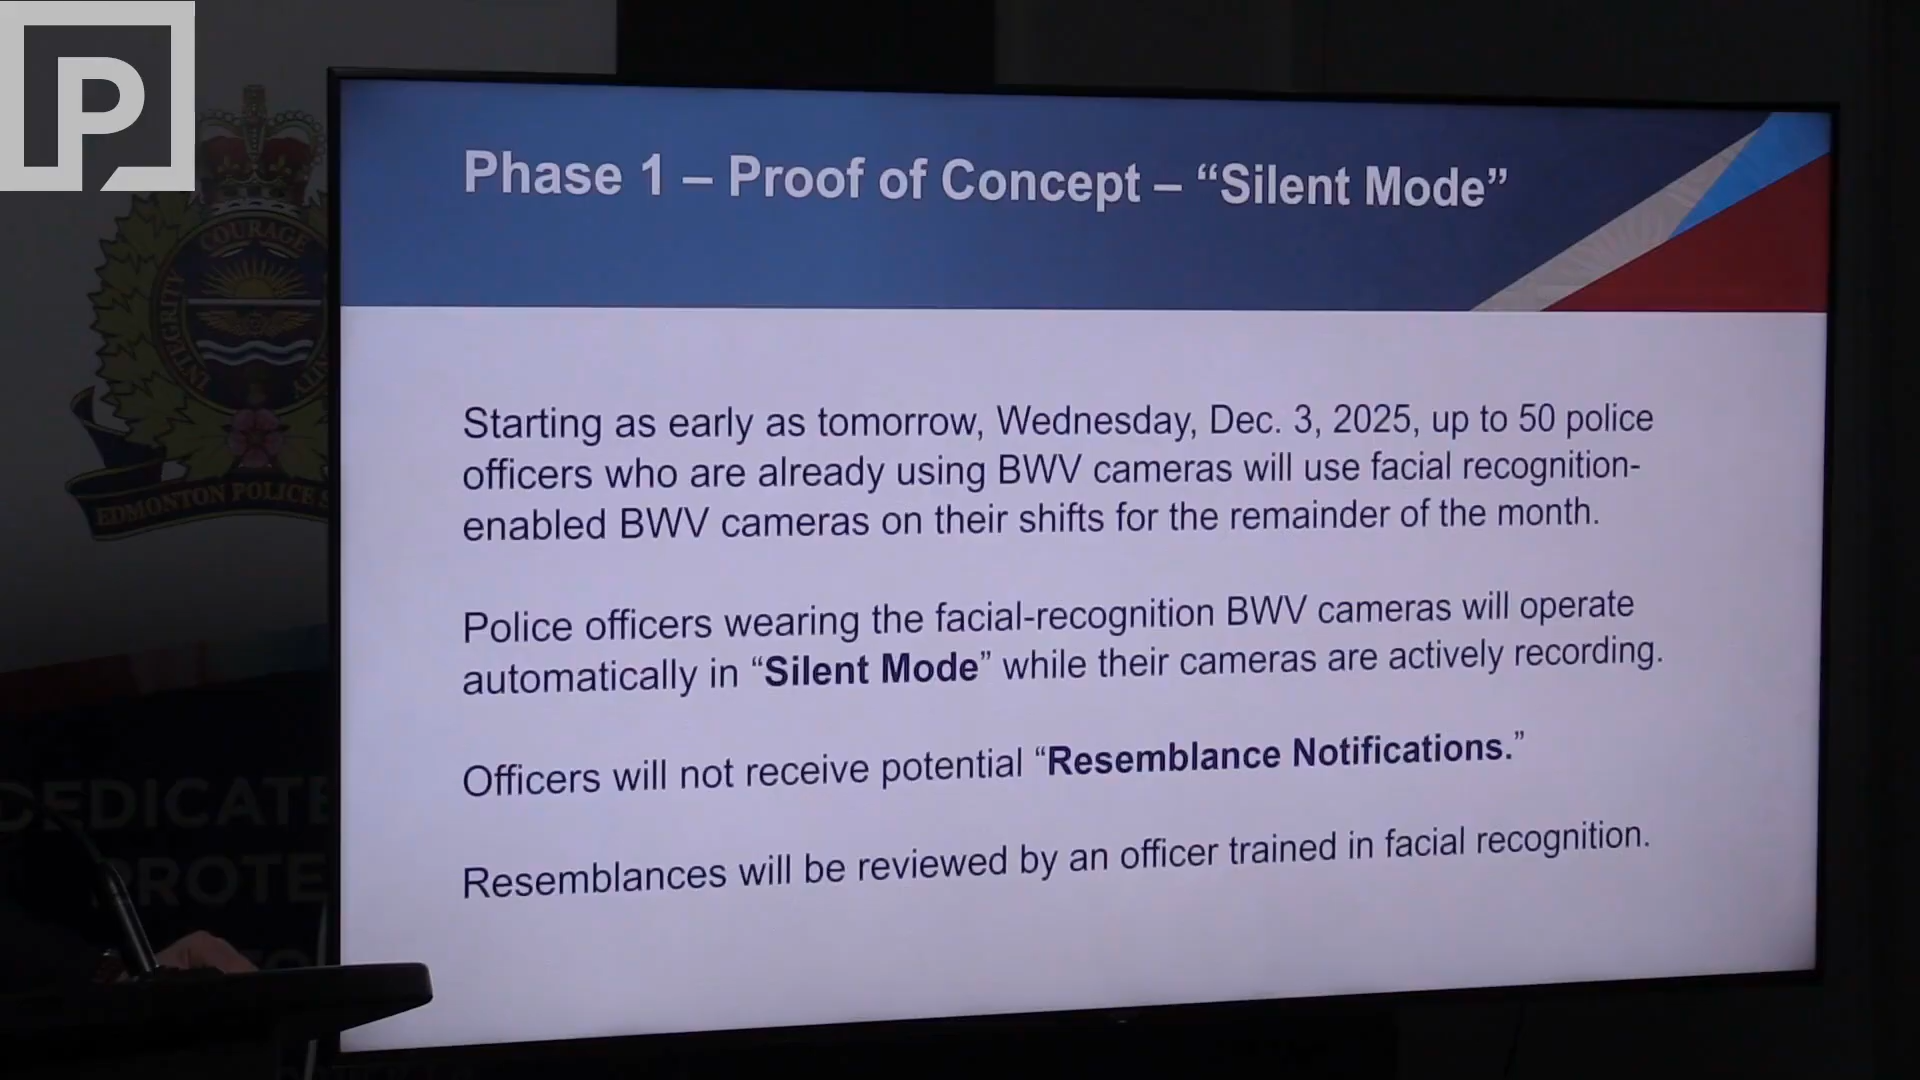 P
COURAGE
INTEGRITY
EDMONTON POLICE S
DEDICATE
PROTE
Phase 1 – Proof of Concept – “Silent Mode”
Starting as early as tomorrow, Wednesday, Dec. 3, 2025, up to 50 police
officers who are already using BWV cameras will use facial recognition-
enabled BWV cameras on their shifts for the remainder of the month.
Police officers wearing the facial-recognition BWV cameras will operate
automatically in “Silent Mode” while their cameras are actively recording.
Officers will not receive potential “Resemblance Notifications.”
Resemblances will be reviewed by an officer trained in facial recognition.